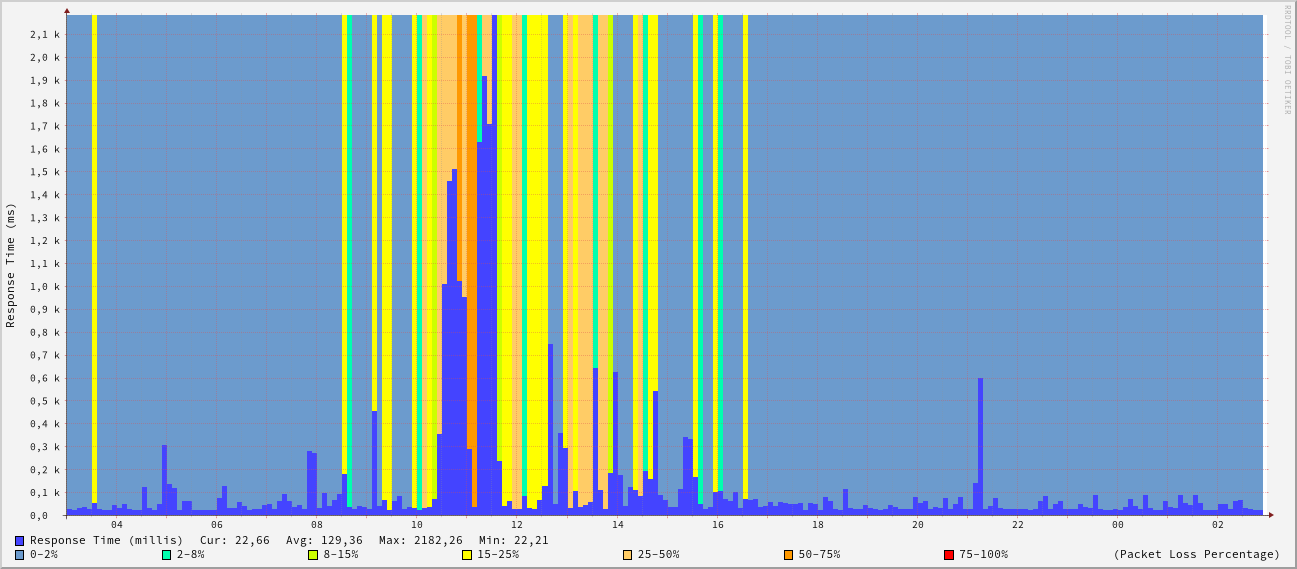 RRDTOOL / TOBI OETIKER
Response Time (ms)
2,1 k
2,0 k
1,9 k
1,8 k
1,7 k
1,6 k
1,5 k
1,4 k
1,3 k
1,2 k
1,1 k
1,0 k
0,9 k
0,8 k
0,7 k
0,6 k
0,5 k
0,4 k
0,3 k
0,2 k
0,1 k
0,0
04 06 08 10 12 14 16 18 20 22 00 02
Response Time (millis) Cur: 22,66 Avg: 129,36 Max: 2182,26 Min: 22,21
0-2% 2-8% 8-15% 15-25% 25-50% 50-75% 75-100% (Packet Loss Percentage)